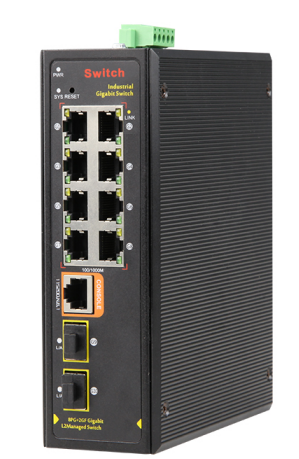 Switch
PWR
Industrial
Gigabit Switch
SYS RESET
LINK
100/1000M
CONSOLE
L/A
L/A
8PG+2GF Gigabit
L2Managed Switch